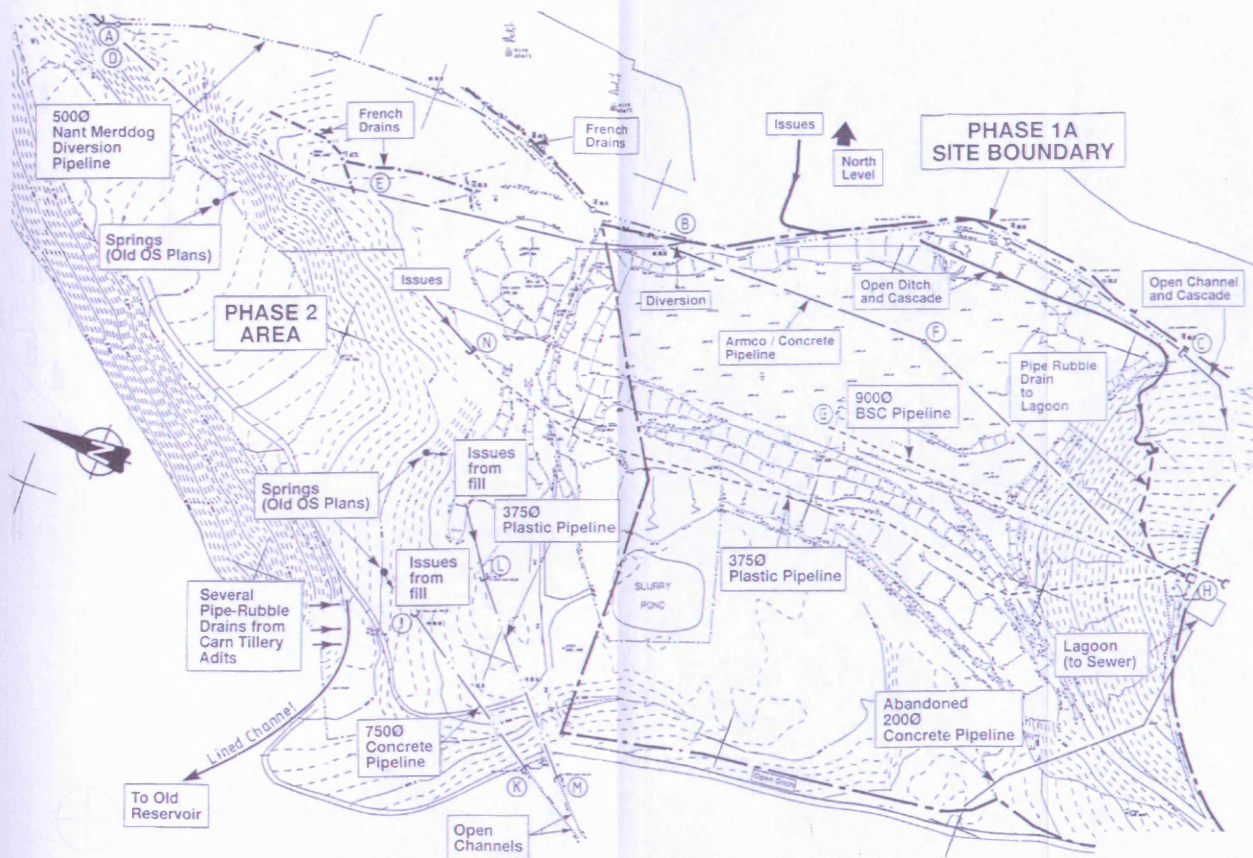 A
D
500Ø
Nant Merddog
Diversion
Pipeline
French
Drains
French
Drains
Issues
North
Level
PHASE 1A
SITE BOUNDARY
E
B
Springs
(Old OS Plans)
Issues
Diversion
Open Ditch
and Cascade
Open Channel
and Cascade
PHASE 2
AREA
N
Armco / Concrete
Pipeline
F
C
Pipe Rubble
Drain
to
Lagoon
900Ø
BSC Pipeline
G
N
Springs
(Old OS Plans)
Issues
from
fill
375Ø
Plastic Pipeline
Issues
from
fill
L
J
SLURRY
POND
375Ø
Plastic Pipeline
H
Several
Pipe-Rubble
Drains from
Carn Tillery
Adits
Lagoon
(to Sewer)
Lined Channel
750Ø
Concrete
Pipeline
Abandoned
200Ø
Concrete Pipeline
K
M
Open Ditch
To Old
Reservoir
Open
Channels